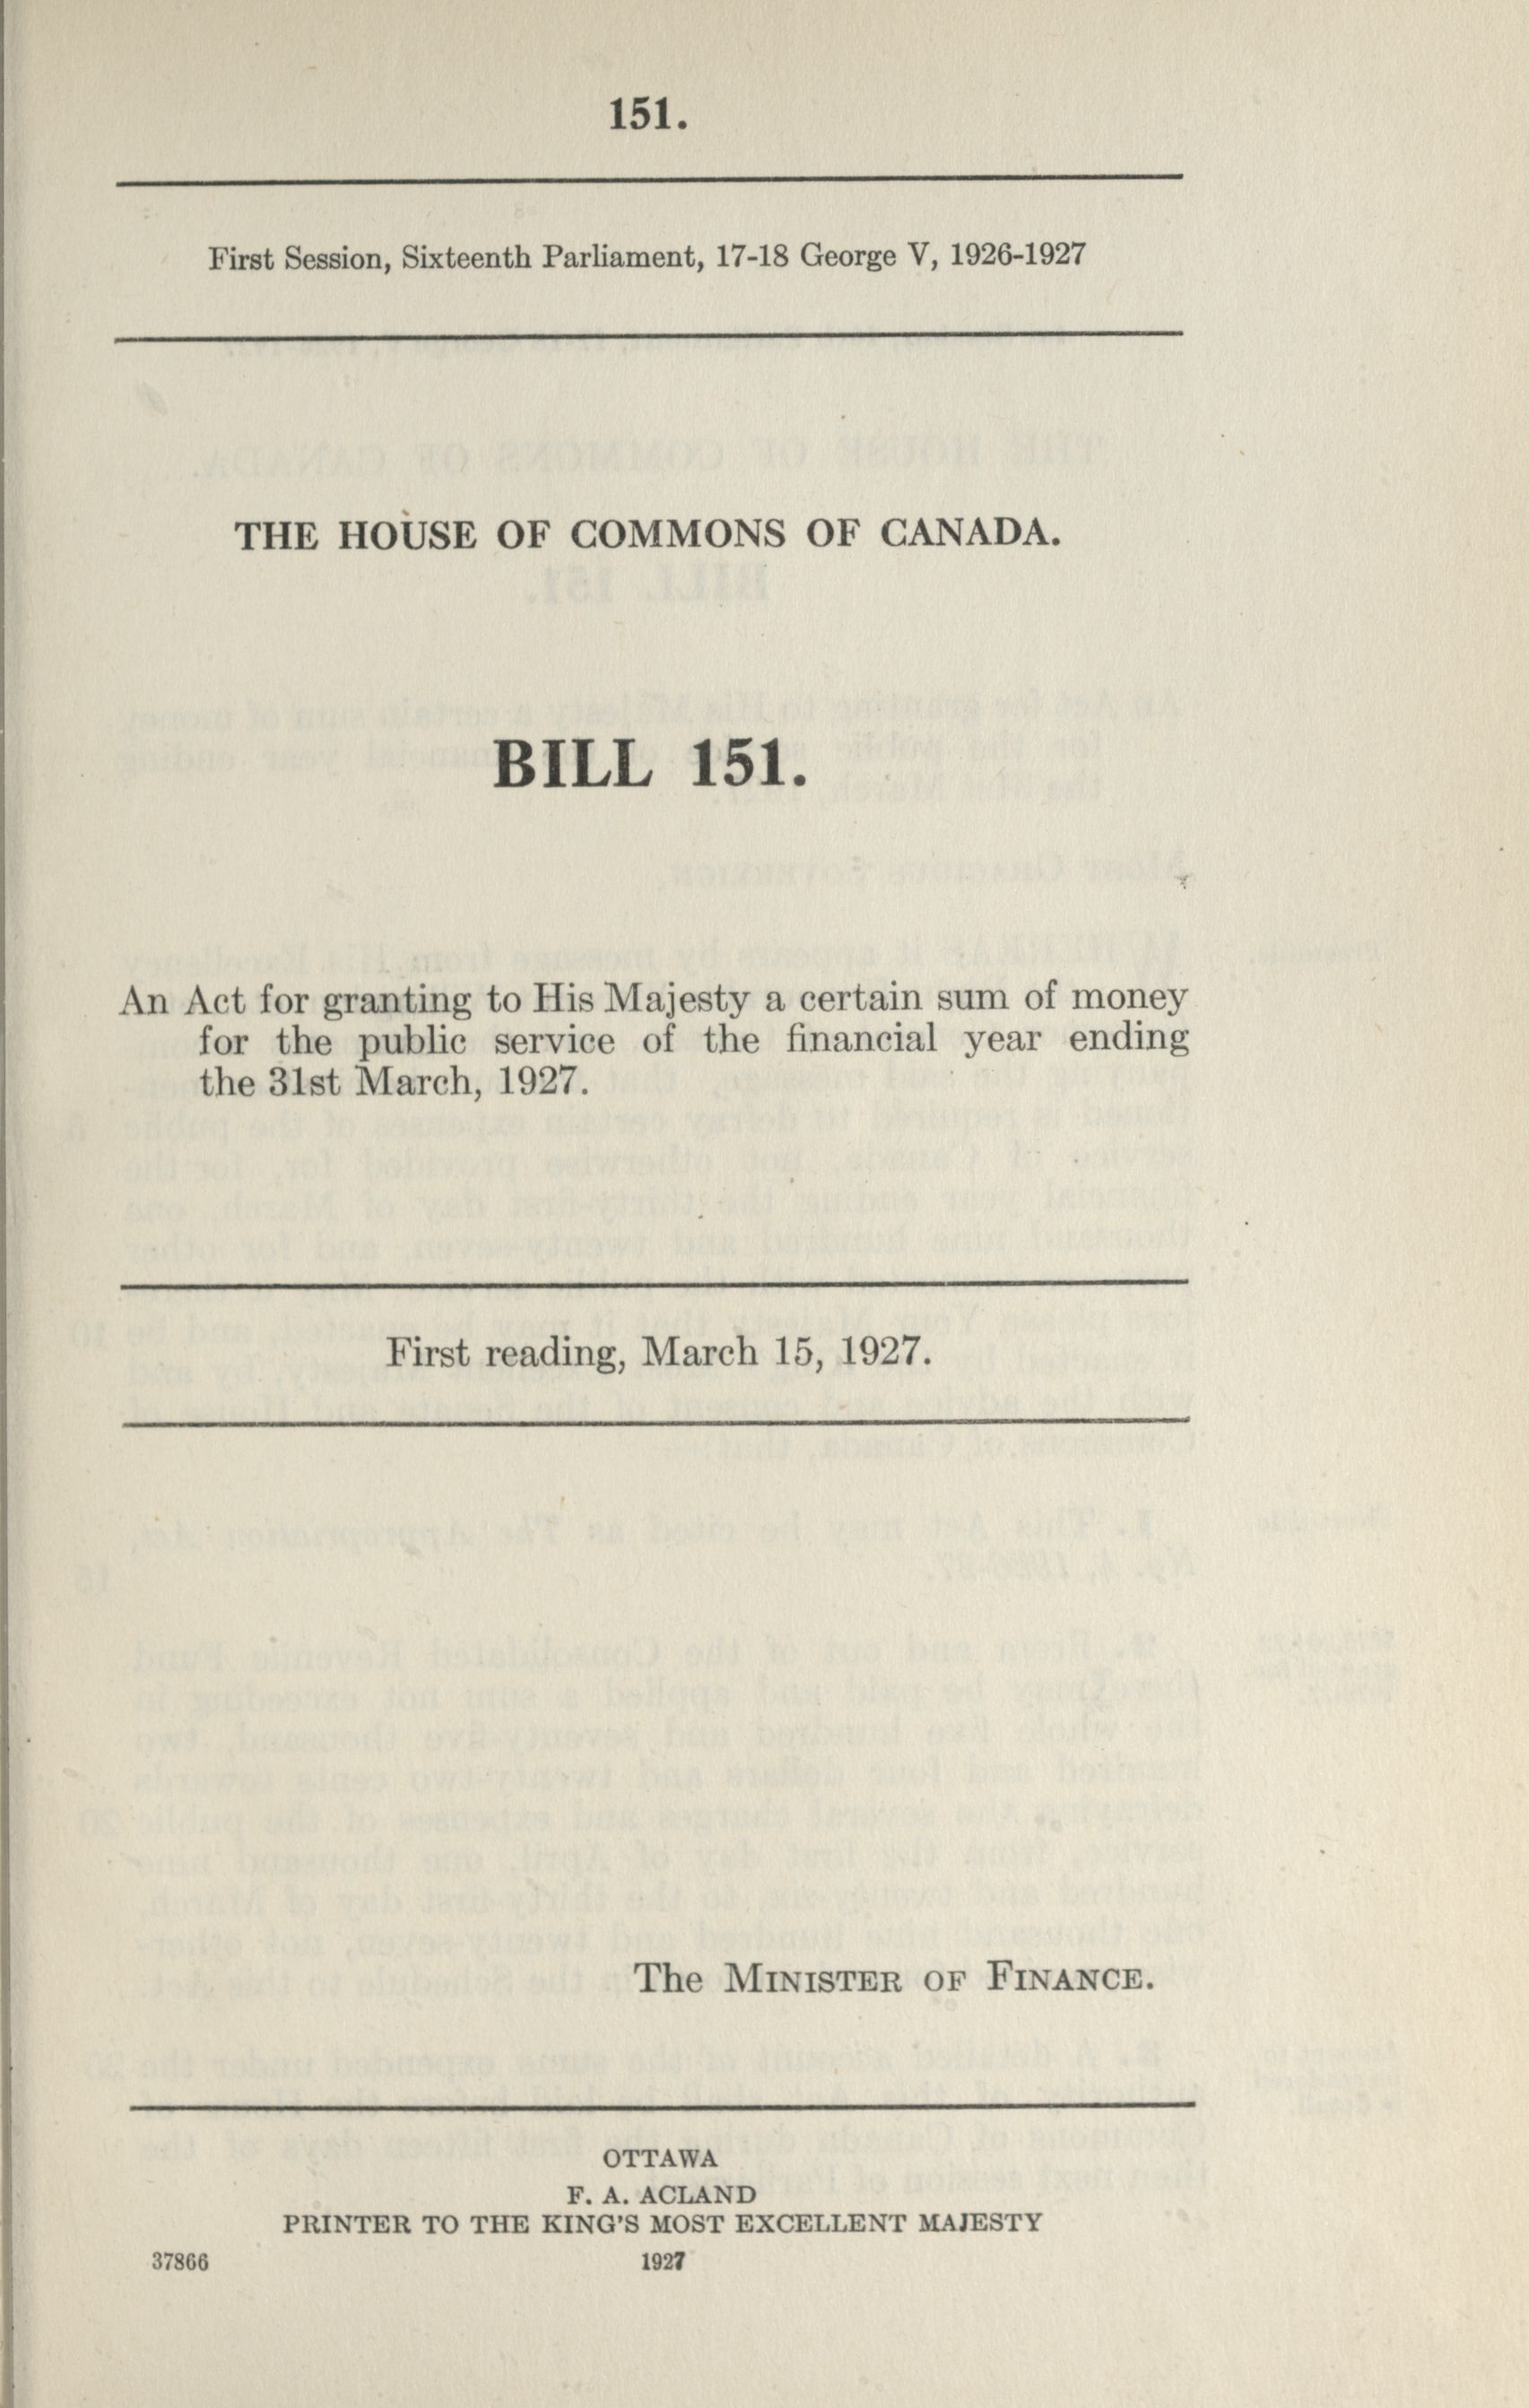 151.
First Session, Sixteenth Parliament, 17-18 George V, 1926-1927
THE HOUSE OF COMMONS OF CANADA.
BILL 151.
An Act for granting to His Majesty a certain sum of money
for the public service of the financial year ending
the 31st March, 1927.
First reading, March 15, 1927.
The MINISTER OF FINANCE.
OTTAWA
F. A. ACLAND
PRINTER TO THE KING'S MOST EXCELLENT MAJESTY
37866 1927